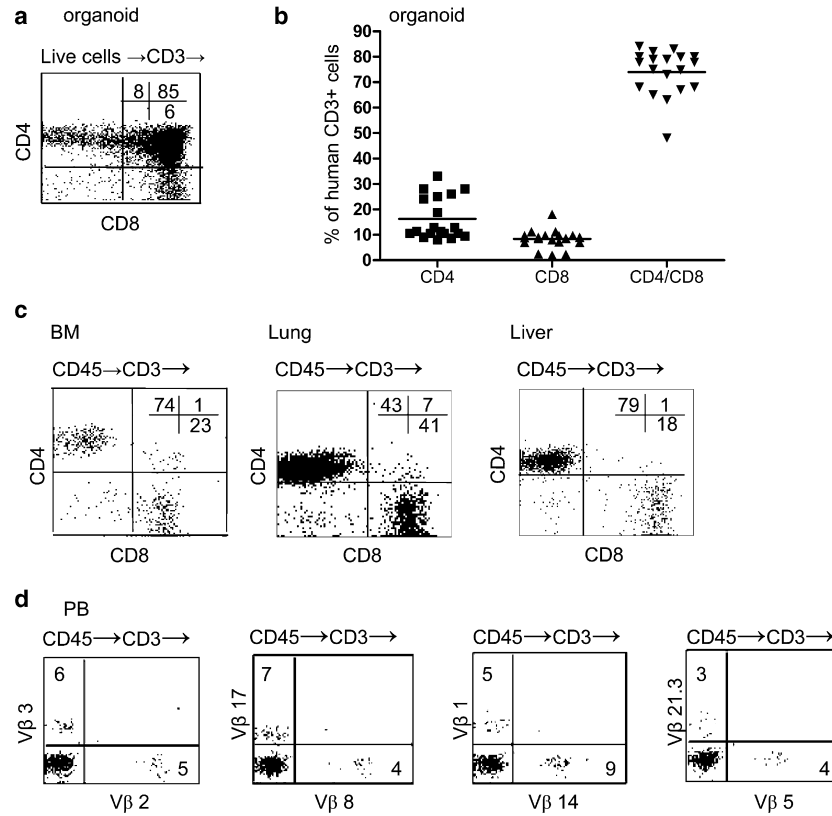 a organoid
Live cells →CD3→
8 85
6
CD4
CD8
b organoid
% of human CD3+ cells
90
80
70
60
50
40
30
20
10
0
CD4 CD8 CD4/CD8
c
BM Lung Liver
CD45→CD3→ CD45→CD3→ CD45→CD3→
74 1 43 7 79 1
23 41 18
CD4 CD4 CD4
CD8 CD8 CD8
d
PB
CD45→CD3→ CD45→CD3→ CD45→CD3→ CD45→CD3→
6 7 5 3
Vβ 3 Vβ 17 Vβ 1 Vβ 21.3
5 4 9 4
Vβ 2 Vβ 8 Vβ 14 Vβ 5